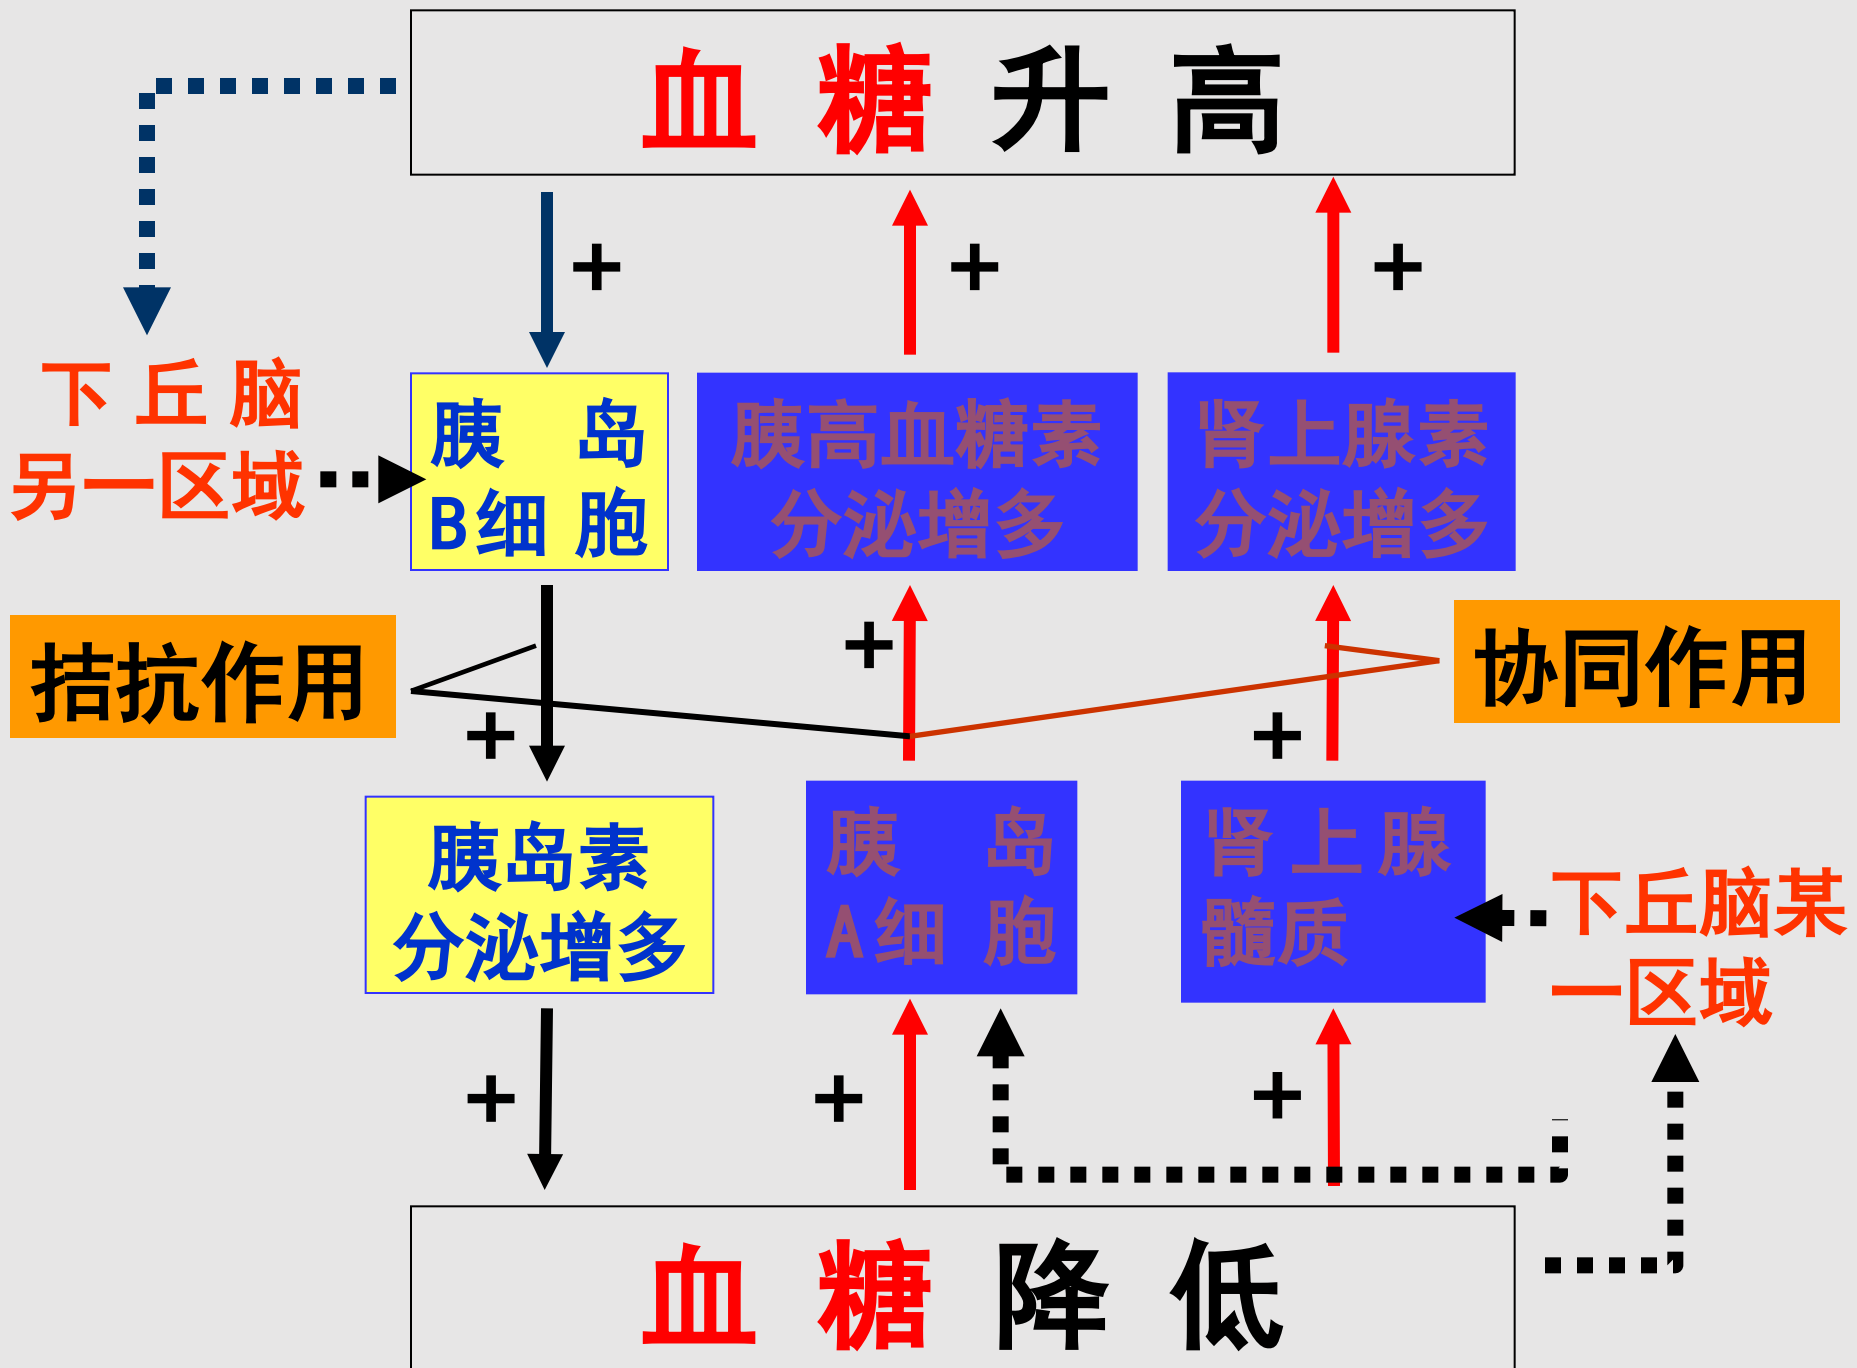 血糖升高
+ + +
下丘脑
另一区域
胰岛
B细胞
胰高血糖素
分泌增多
肾上腺素
分泌增多
拮抗作用
+
协同作用
+ +
胰岛素
分泌增多
胰岛
A细胞
肾上腺
髓质
下丘脑某
一区域
+ + +
血糖降低